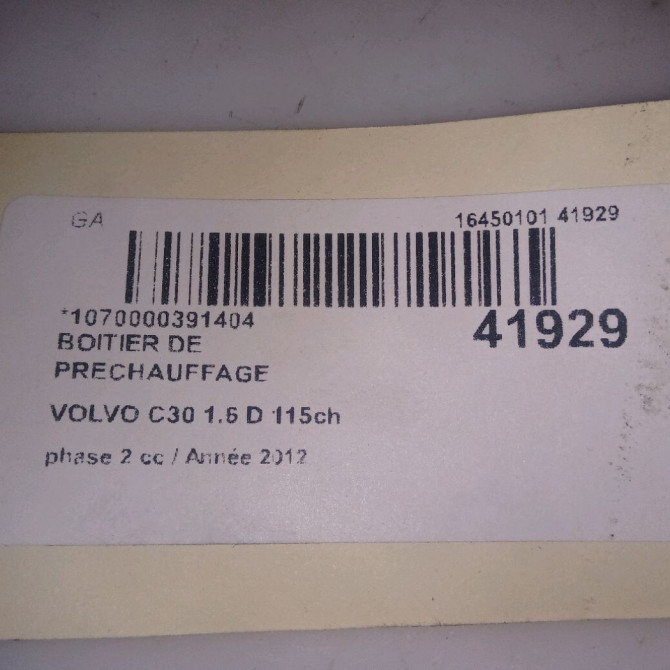 GA 16450101 41929
*1070000391404 41929
BOITIER DE
PRECHAUFFAGE
VOLVO C30 1.6 D 115ch
phase 2 cc / Année 2012